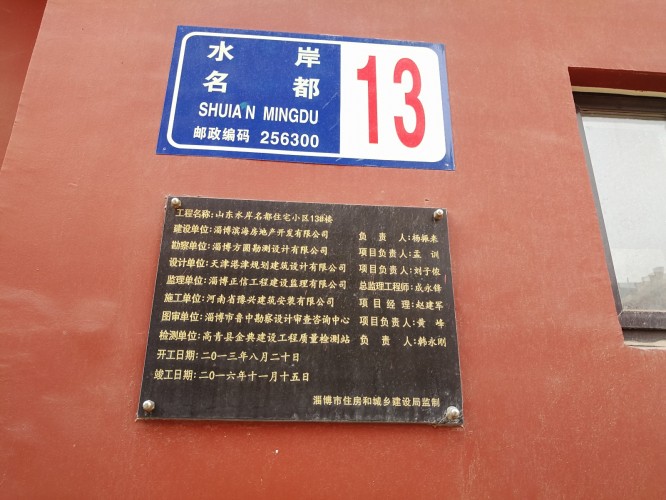 水岸
名都
SHUIA'N MINGDU
邮政编码 256300
13
工程名称:山东水岸名都住宅小区13#楼
建设单位:淄博滨海房地产开发有限公司 负责人:杨振来
勘察单位:淄博方圆勘测设计有限公司 项目负责人:孟训
设计单位:天津港津规划建筑设计有限公司 项目负责人:刘子依
监理单位:淄博正信工程建设监理有限公司 总监理工程师:成永锋
施工单位:河南省豫兴建筑安装有限公司 项目经理:赵建军
图审单位:淄博市鲁中勘察设计审查咨询中心 项目负责人:黄峰
检测单位:高青县金典建设工程质量检测站 负责人:韩永刚
开工日期:二0一三年八月二十日
竣工日期:二0一六年十一月十五日
淄博市住房和城乡建设局监制